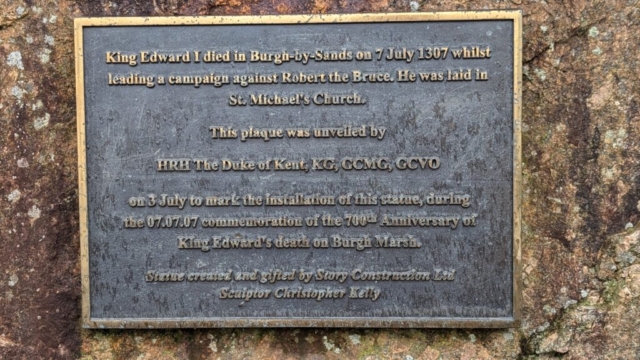 King Edward I died in Burgh-by-Sands on 7 July 1307 whilst
leading a campaign against Robert the Bruce. He was laid in
St. Michael's Church.
This plaque was unveiled by
HRH The Duke of Kent, KG, GCMG, GCVO
on 3 July to mark the installation of this statue, during
the 07.07.07 commemoration of the 700th Anniversary of
King Edward's death on Burgh Marsh.
Statue created and gifted by Story Construction Ltd
Sculptor Christopher Kelly